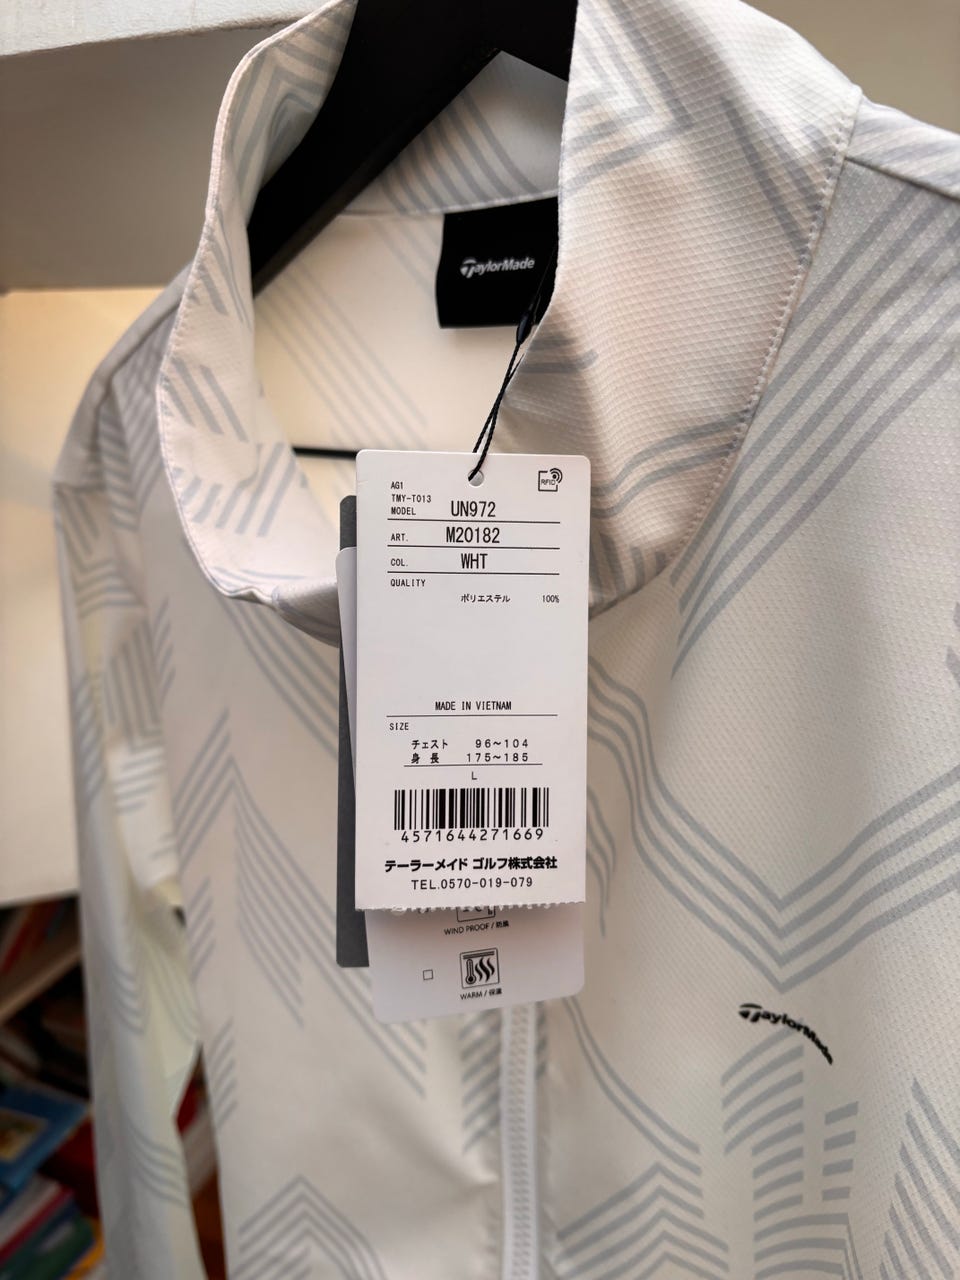 TaylorMade
RFID
AG1
TMY-T013
MODEL UN972
ART. M20182
COL. WHT
QUALITY
ポリエステル 100%
MADE IN VIETNAM
SIZE
チェスト 96~104
身長 175~185
L
4571644271669
テーラーメイド ゴルフ株式会社
TEL.0570-019-079
WIND PROOF / 防風
WARM / 保温
TaylorMade